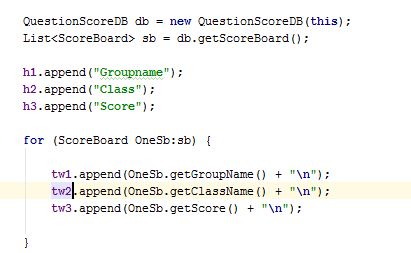 QuestionScoreDB db = new QuestionScoreDB(this);
List<ScoreBoard> sb = db.getScoreBoard();
h1.append("Groupname");
h2.append("Class");
h3.append("Score");
for (ScoreBoard OneSb:sb) {
tw1.append(OneSb.getGroupName() + "\n");
tw2.append(OneSb.getClassName() + "\n");
tw3.append(OneSb.getScore() + "\n");
}